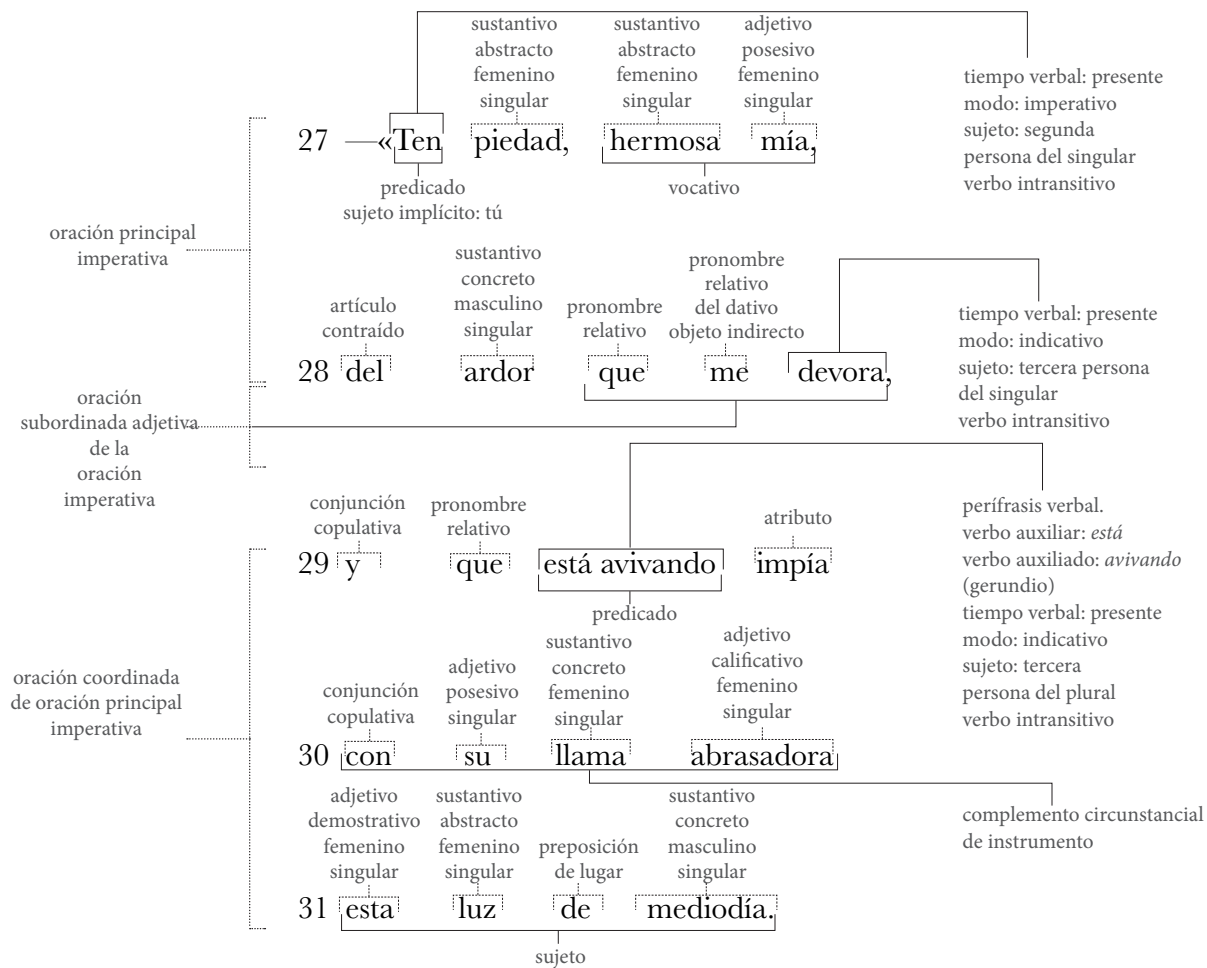 sustantivo sustantivo adjetivo
abstracto abstracto posesivo
femenino femenino femenino
singular singular singular
tiempo verbal: presente
modo: imperativo
sujeto: segunda
persona del singular
verbo intransitivo
27 —«Ten piedad, hermosa mía,
predicado
sujeto implícito: tú
vocativo
oración principal
imperativa
artículo
contraído
sustantivo
concreto
masculino
singular
pronombre
relativo
pronombre
relativo
del dativo
objeto indirecto
tiempo verbal: presente
modo: indicativo
sujeto: tercera persona
del singular
verbo intransitivo
28 del ardor que me devora,
oración
subordinada adjetiva
de la
oración
imperativa
conjunción
copulativa
pronombre
relativo
atributo
perífrasis verbal.
verbo auxiliar: está
verbo auxiliado: avivando
(gerundio)
tiempo verbal: presente
modo: indicativo
sujeto: tercera
persona del plural
verbo intransitivo
29 y que está avivando impía
predicado
oración coordinada
de oración principal
imperativa
conjunción
copulativa
adjetivo
posesivo
singular
sustantivo
concreto
femenino
singular
adjetivo
calificativo
femenino
singular
30 con su llama abrasadora
complemento circunstancial
de instrumento
adjetivo
demostrativo
femenino
singular
sustantivo
abstracto
femenino
singular
preposición
de lugar
sustantivo
concreto
masculino
singular
31 esta luz de mediodía.
sujeto